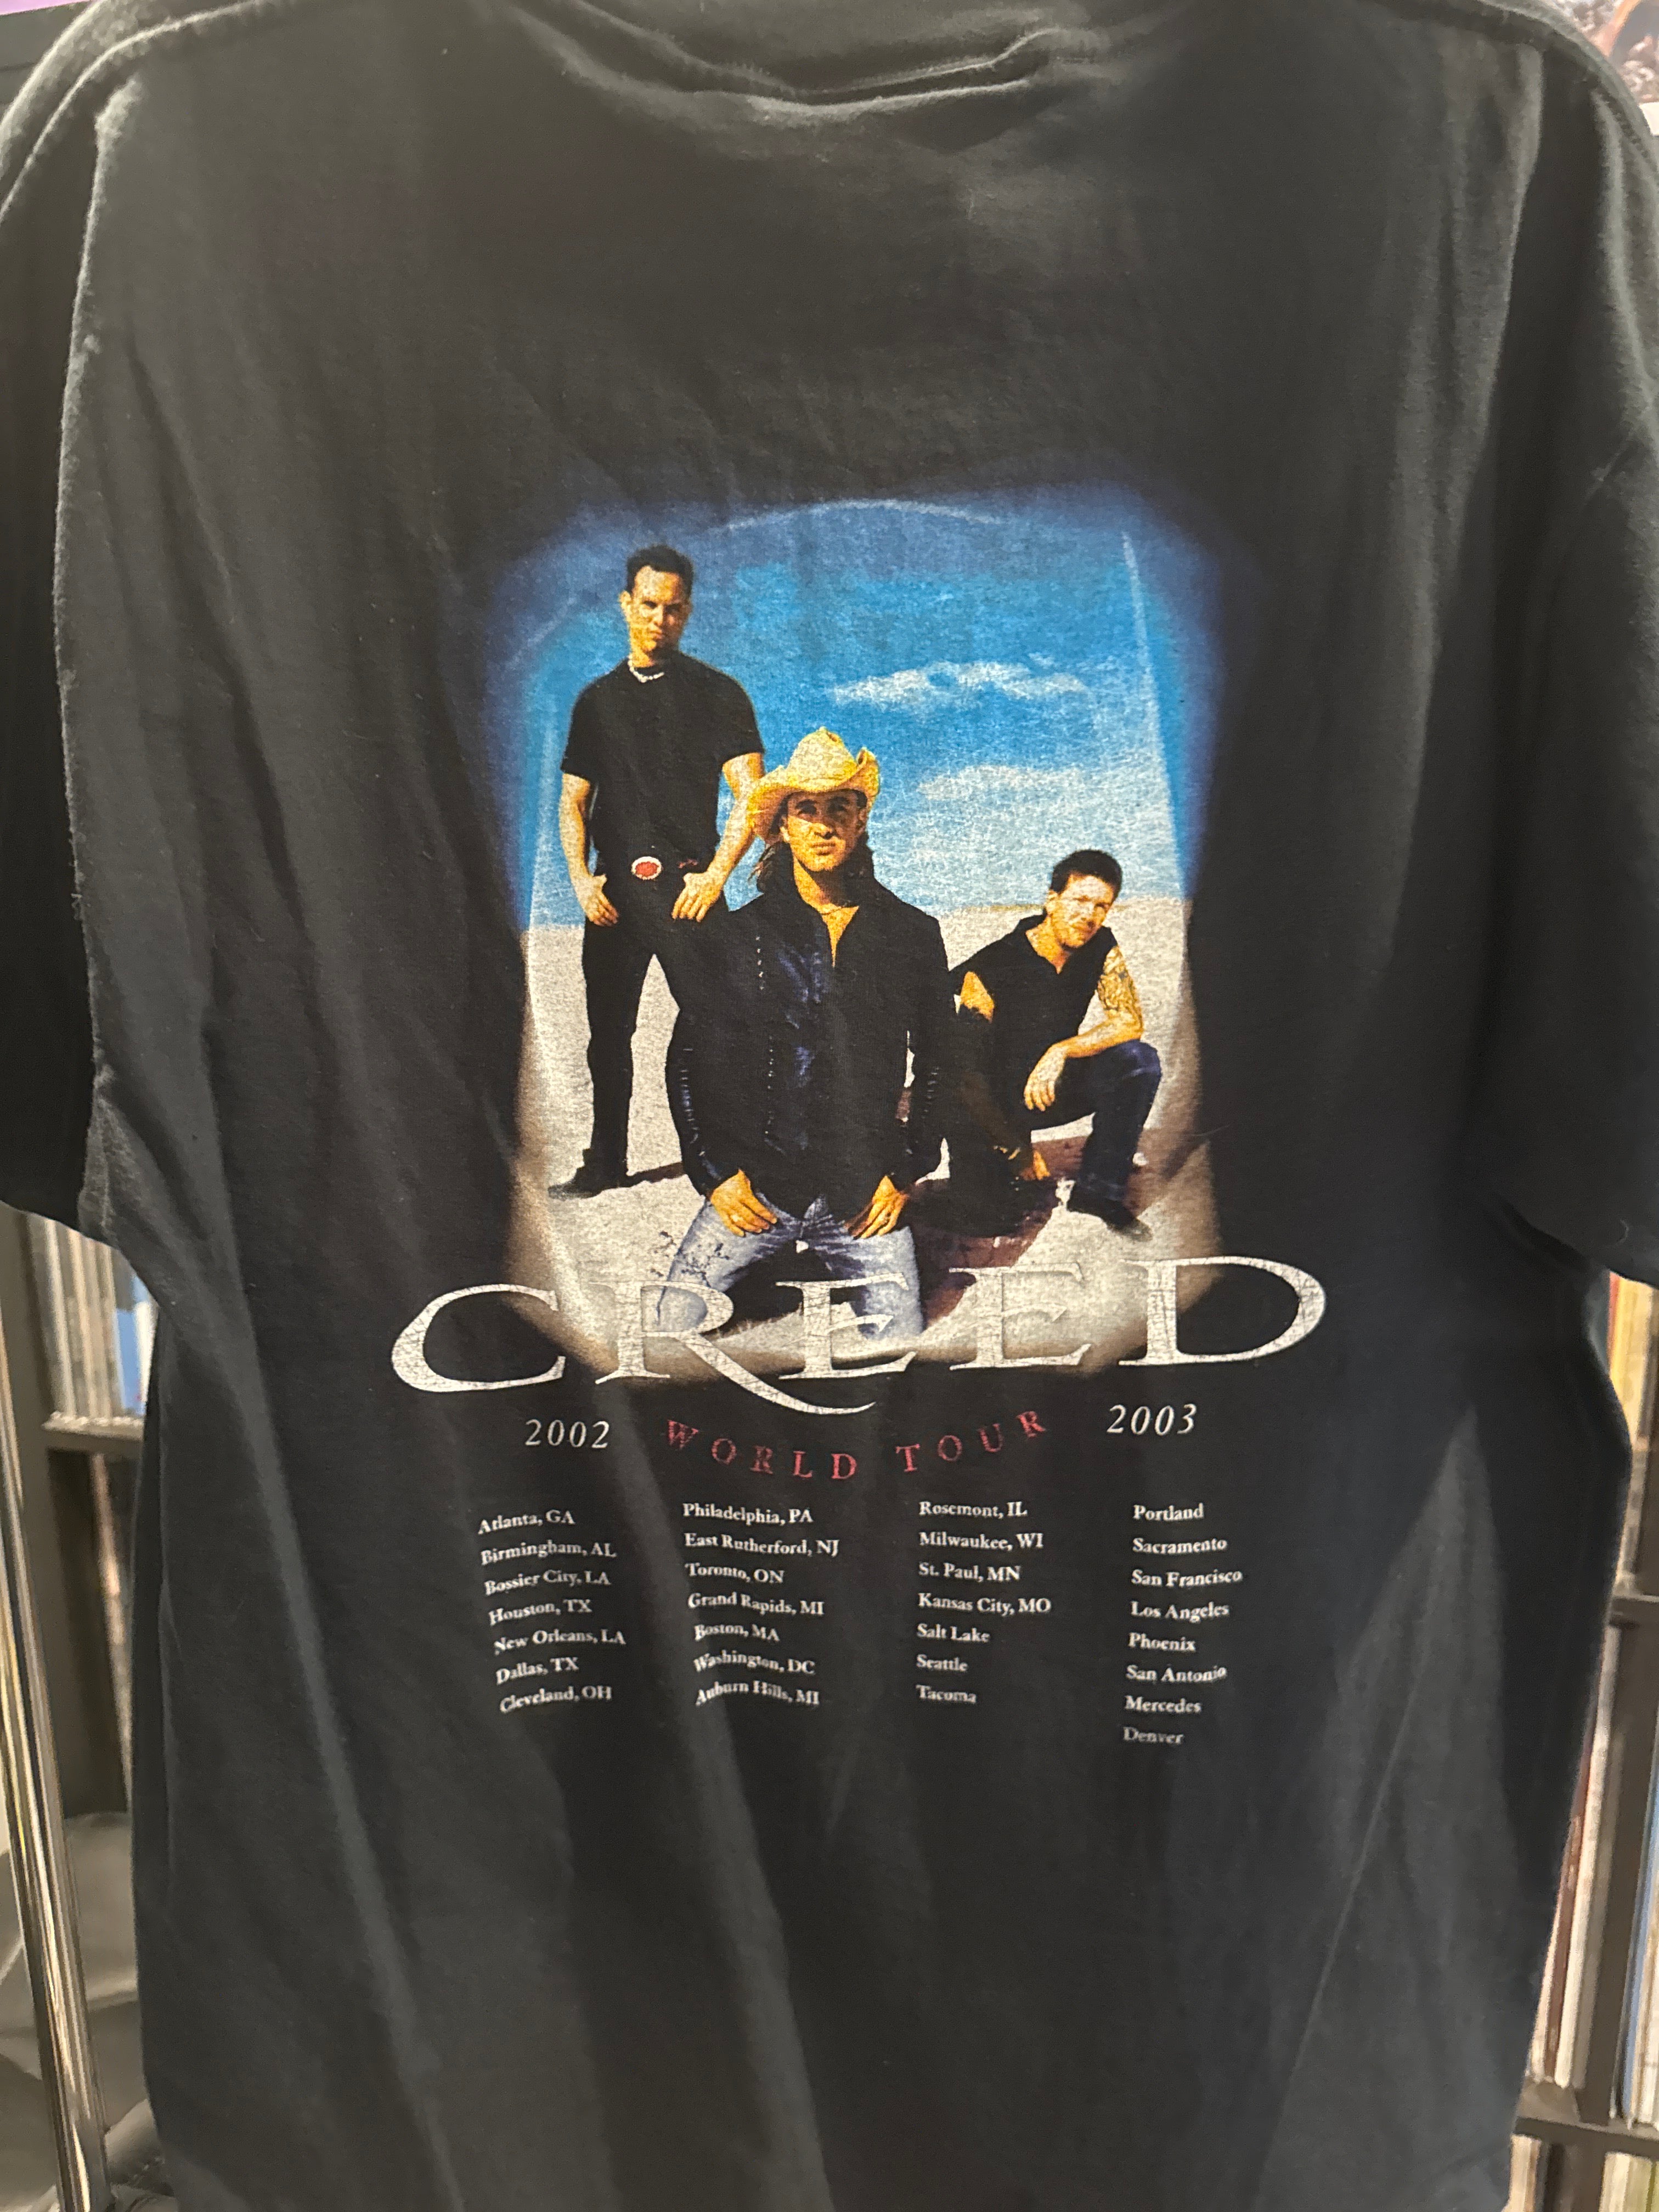 CREED
2002 WORLD TOUR 2003
Atlanta, GA
Birmingham, AL
Bossier City, LA
Houston, TX
New Orleans, LA
Dallas, TX
Cleveland, OH
Philadelphia, PA
East Rutherford, NJ
Toronto, ON
Grand Rapids, MI
Boston, MA
Washington, DC
Auburn Hills, MI
Rosemont, IL
Milwaukee, WI
St. Paul, MN
Kansas City, MO
Salt Lake
Seattle
Tacoma
Portland
Sacramento
San Francisco
Los Angeles
Phoenix
San Antonio
Mercedes
Denver